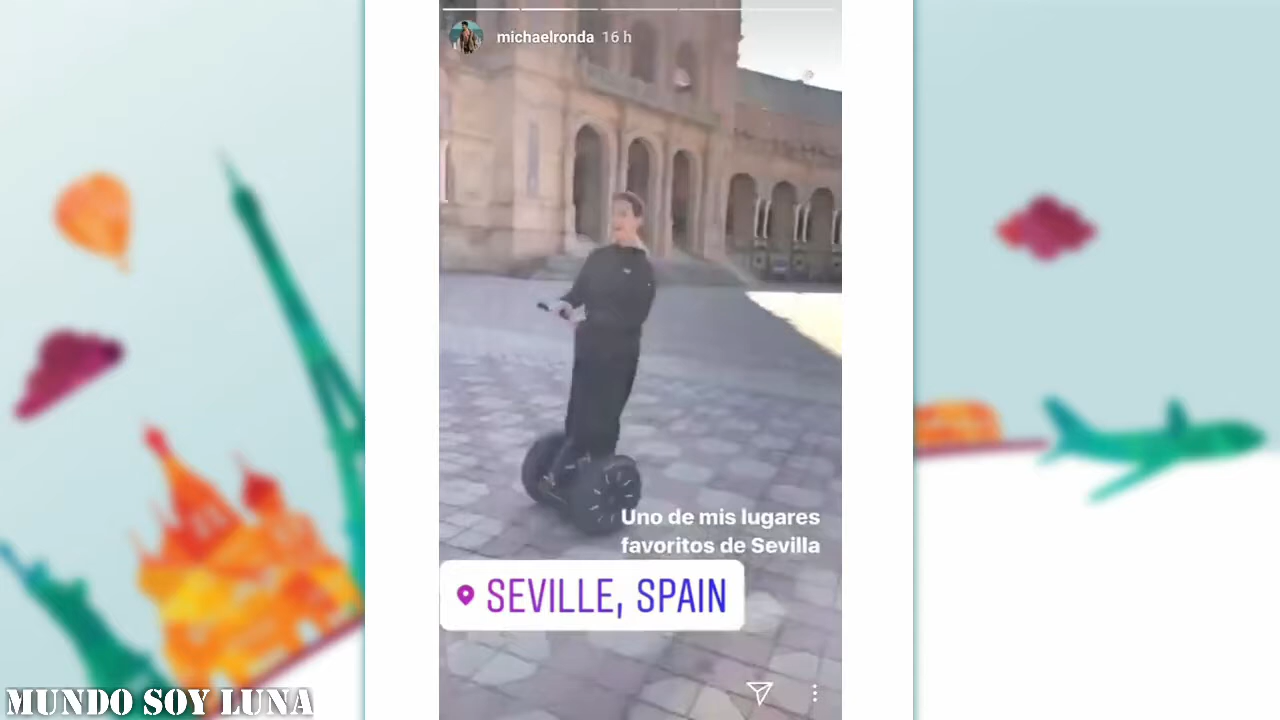 michaelronda 16 h
Uno de mis lugares
favoritos de Sevilla
SEVILLE, SPAIN
MUNDO SOY LUNA